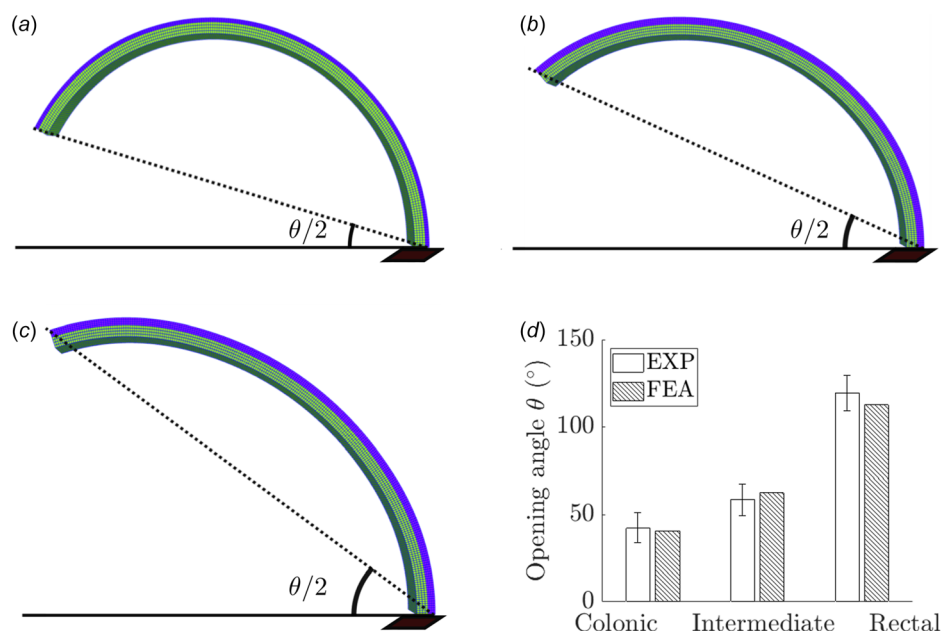 (a)
θ/2
(b)
θ/2
(c)
θ/2
(d)
Opening angle θ (°)
150
100
50
0
EXP
FEA
Colonic Intermediate Rectal